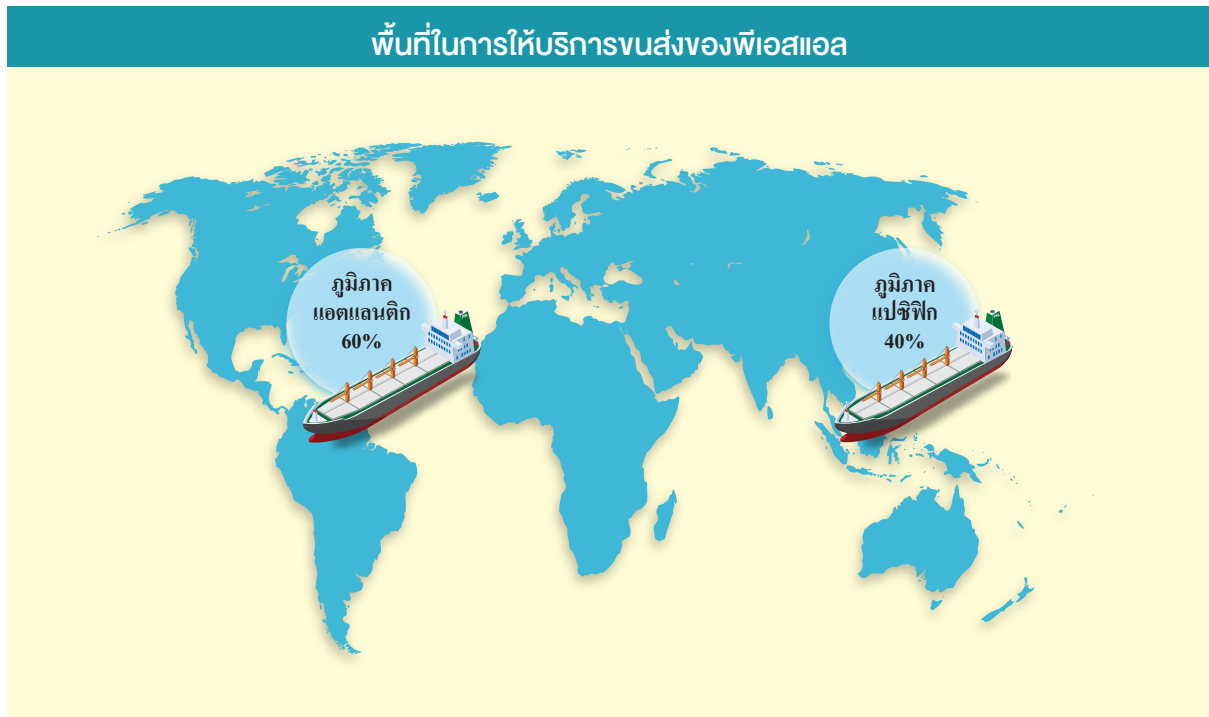 พื้นที่ในการให้บริการขนส่งของพีเอสแอล
ภูมิภาค
แอตแลนติก
60%
ภูมิภาค
แปซิฟิก
40%